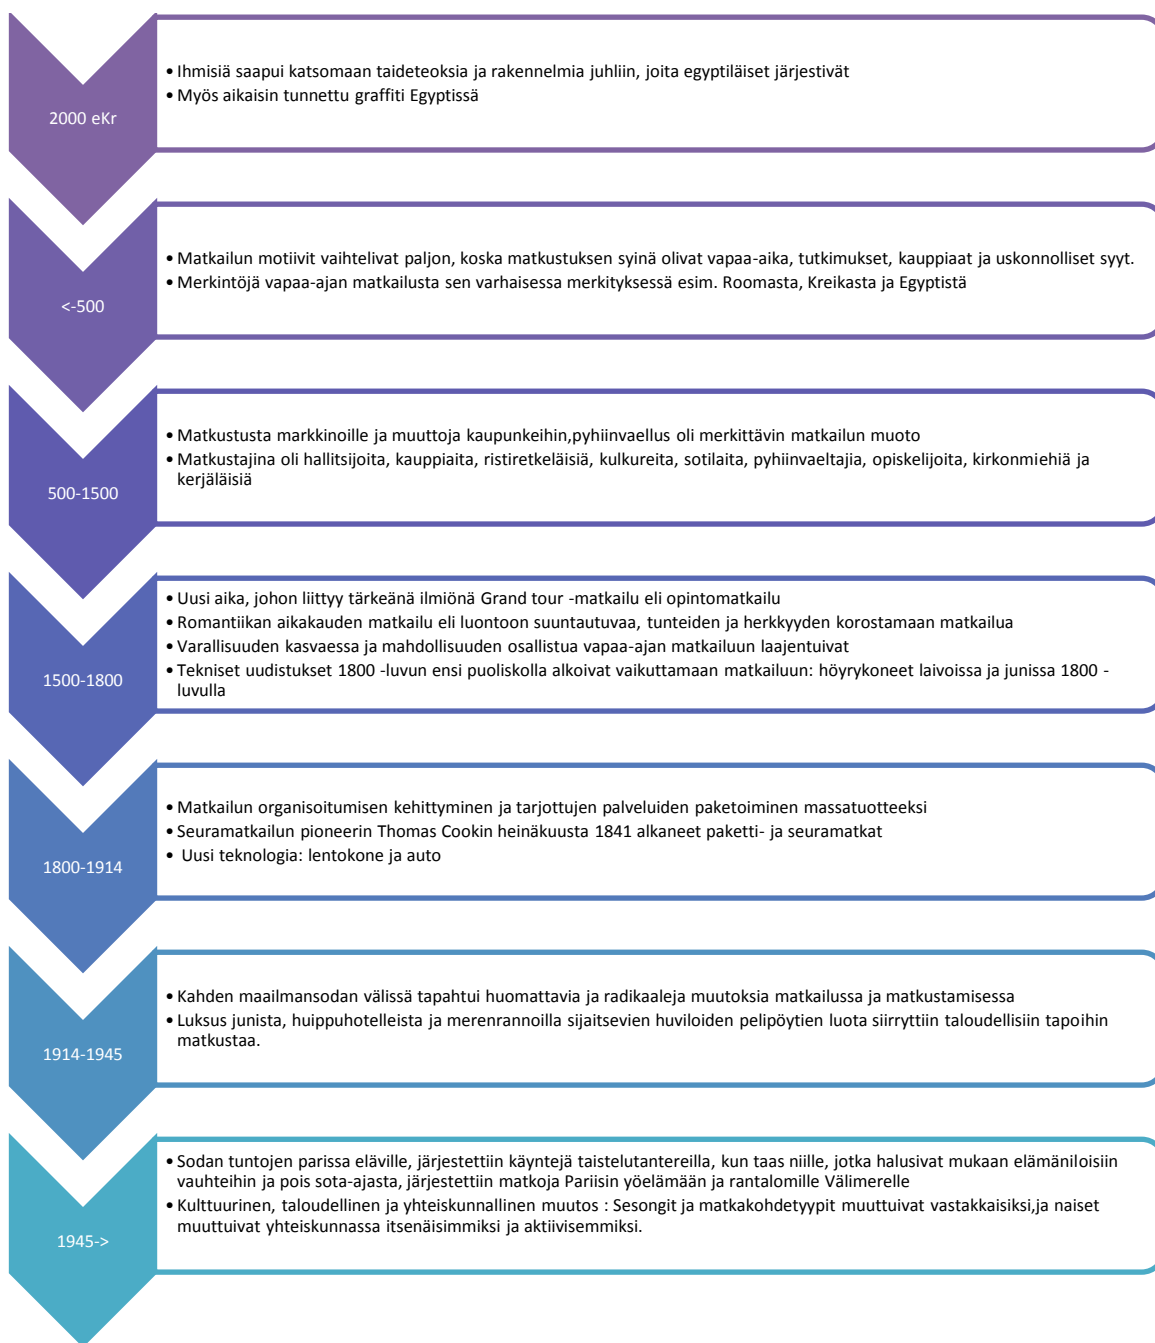 2000 eKr
• Ihmisiä saapui katsomaan taideteoksia ja rakennelmia juhliin, joita egyptiläiset järjestivät
• Myös aikaisin tunnettu graffiti Egyptissä
<-500
• Matkailun motiivit vaihtelivat paljon, koska matkustuksen syinä olivat vapaa-aika, tutkimukset, kauppiaat ja uskonnolliset syyt.
• Merkintöjä vapaa-ajan matkailusta sen varhaisessa merkityksessä esim. Roomasta, Kreikasta ja Egyptistä
500-1500
• Matkustusta markkinoille ja muuttoja kaupunkeihin,pyhiinvaellus oli merkittävin matkailun muoto
• Matkustajina oli hallitsijoita, kauppiaita, ristiretkeläisiä, kulkureita, sotilaita, pyhiinvaeltajia, opiskelijoita, kirkonmiehiä ja
kerjäläisiä
1500-1800
• Uusi aika, johon liittyy tärkeänä ilmiönä Grand tour -matkailu eli opintomatkailu
• Romantiikan aikakauden matkailu eli luontoon suuntautuvaa, tunteiden ja herkkyyden korostamaan matkailua
• Varallisuuden kasvaessa ja mahdollisuuden osallistua vapaa-ajan matkailuun laajentuivat
• Tekniset uudistukset 1800 -luvun ensi puoliskolla alkoivat vaikuttamaan matkailuun: höyrykoneet laivoissa ja junissa 1800 -
luvulla
1800-1914
• Matkailun organisoitumisen kehittyminen ja tarjottujen palveluiden paketoiminen massatuotteeksi
• Seuramatkailun pioneerin Thomas Cookin heinäkuusta 1841 alkaneet paketti- ja seuramatkat
• Uusi teknologia: lentokone ja auto
1914-1945
• Kahden maailmansodan välissä tapahtui huomattavia ja radikaaleja muutoksia matkailussa ja matkustamisessa
• Luksus junista, huippuhotelleista ja merenrannoilla sijaitsevien huviloiden pelipöytien luota siirryttiin taloudellisiin tapoihin
matkustaa.
1945->
• Sodan tuntojen parissa eläville, järjestettiin käyntejä taistelutantereilla, kun taas niille, jotka halusivat mukaan elämäniloisiin
vauhteihin ja pois sota-ajasta, järjestettiin matkoja Pariisin yöelämään ja rantalomille Välimerelle
• Kulttuurinen, taloudellinen ja yhteiskunnallinen muutos : Sesongit ja matkakohdetyypit muuttuivat vastakkaisiksi,ja naiset
muuttuivat yhteiskunnassa itsenäisimmiksi ja aktiivisemmiksi.